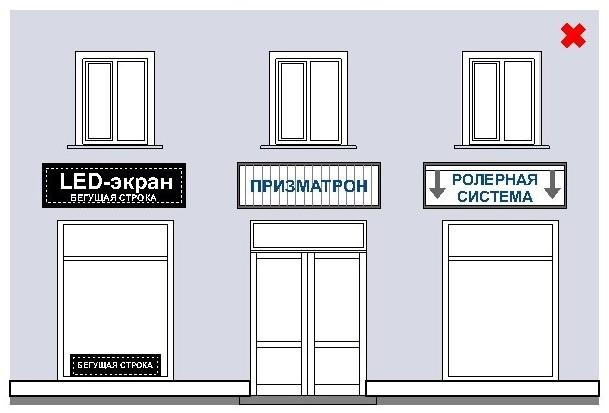 LED-экран
БЕГУЩАЯ СТРОКА
ПРИЗМАТРОН
РОЛЕРНАЯ
СИСТЕМА
БЕГУЩАЯ СТРОКА